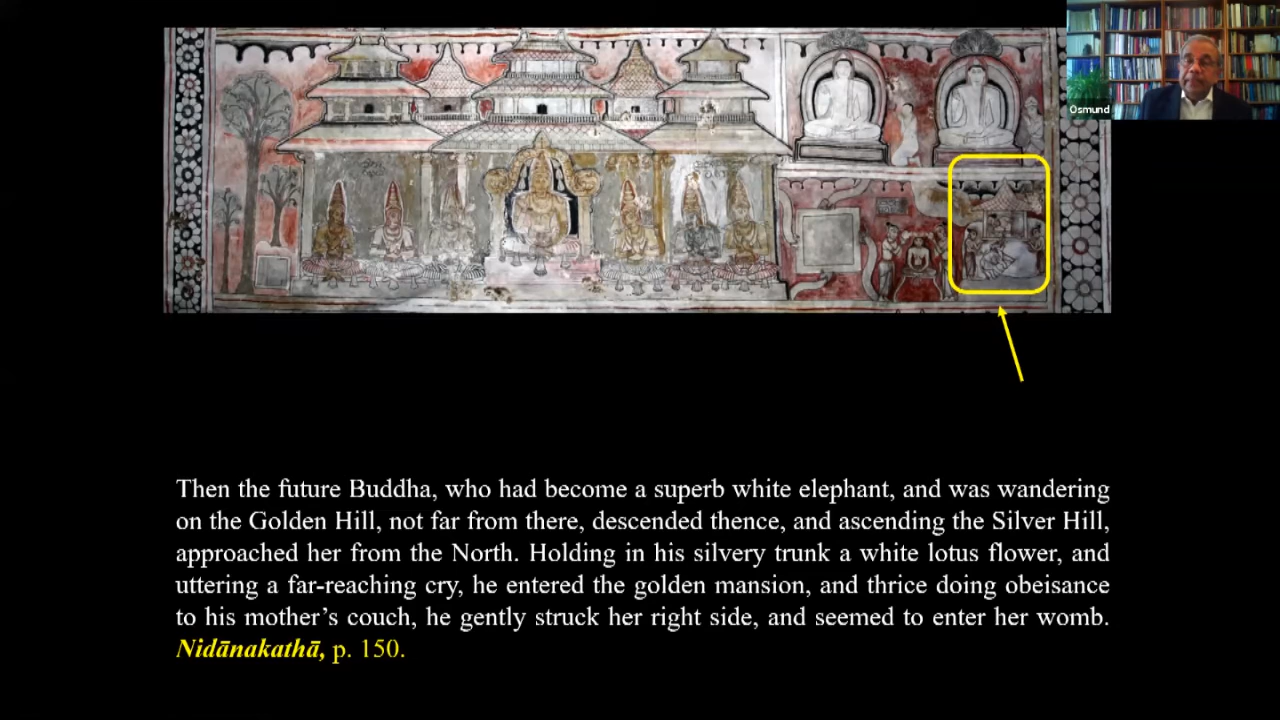 Osmund
Then the future Buddha, who had become a superb white elephant, and was wandering
on the Golden Hill, not far from there, descended thence, and ascending the Silver Hill,
approached her from the North. Holding in his silvery trunk a white lotus flower, and
uttering a far-reaching cry, he entered the golden mansion, and thrice doing obeisance
to his mother’s couch, he gently struck her right side, and seemed to enter her womb.
Nidānakathā, p. 150.